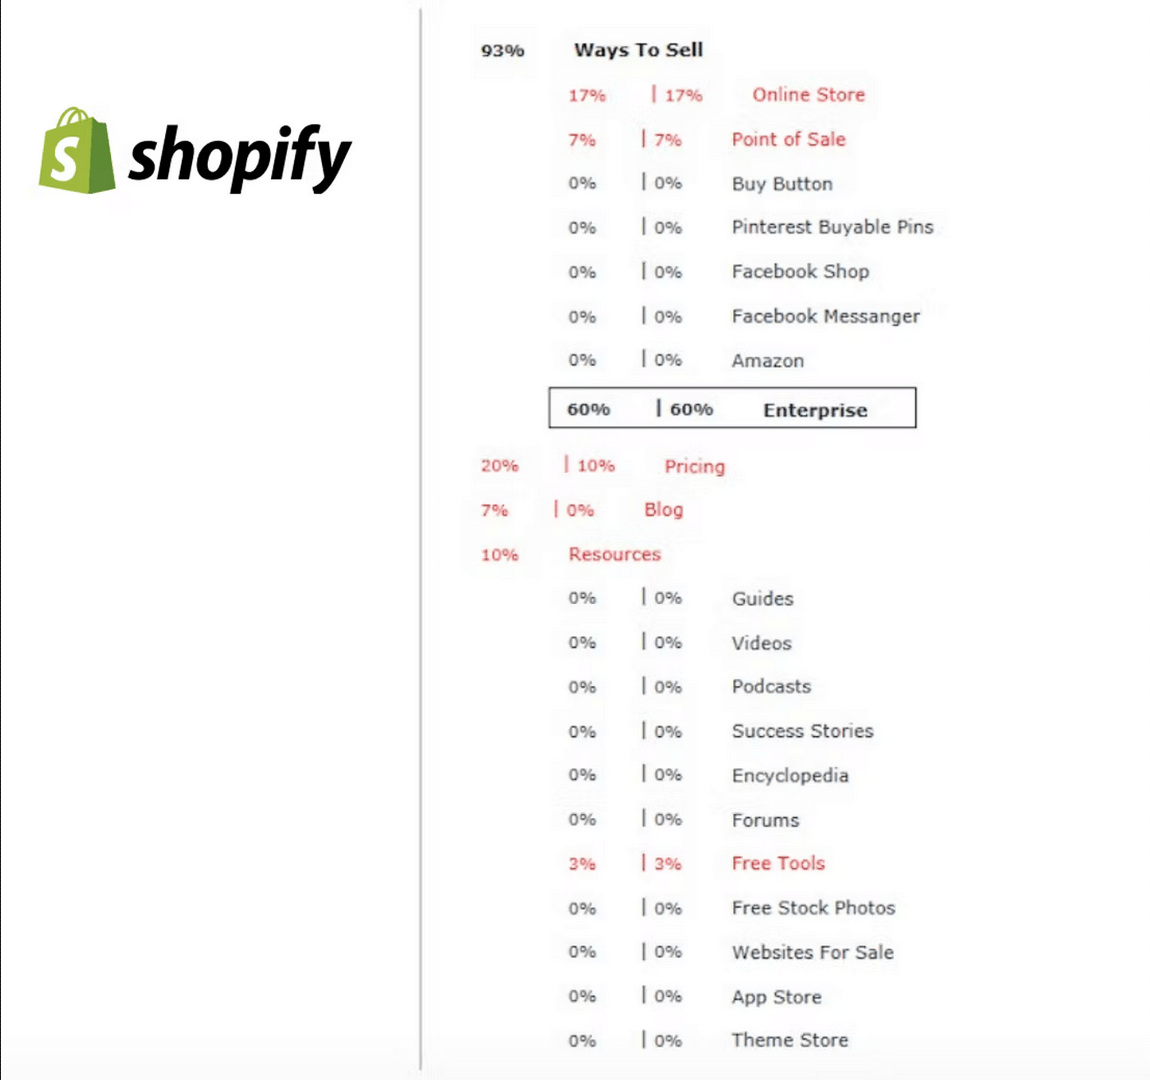 shopify
93% Ways To Sell
17% | 17% Online Store
7% | 7% Point of Sale
0% | 0% Buy Button
0% | 0% Pinterest Buyable Pins
0% | 0% Facebook Shop
0% | 0% Facebook Messanger
0% | 0% Amazon
60% | 60% Enterprise
20% | 10% Pricing
7% | 0% Blog
10% Resources
0% | 0% Guides
0% | 0% Videos
0% | 0% Podcasts
0% | 0% Success Stories
0% | 0% Encyclopedia
0% | 0% Forums
3% | 3% Free Tools
0% | 0% Free Stock Photos
0% | 0% Websites For Sale
0% | 0% App Store
0% | 0% Theme Store